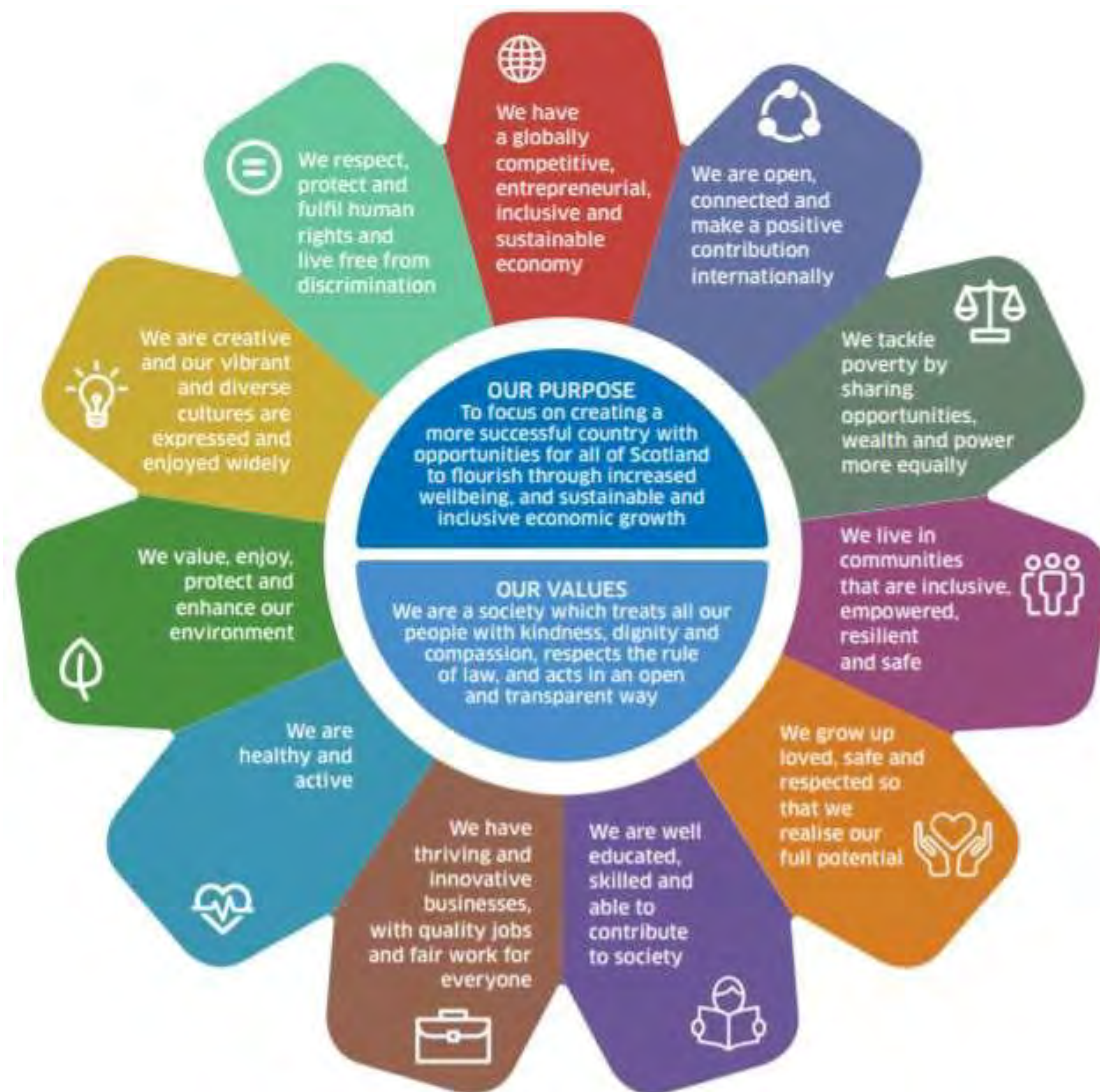 We have
a globally
competitive,
entrepreneurial,
inclusive and
sustainable
economy
We are open,
connected and
make a positive
contribution
internationally
We tackle
poverty by
sharing
opportunities,
wealth and power
more equally
We live in
communities
that are inclusive,
empowered,
resilient
and safe
We grow up
loved, safe and
respected so
that we
realise our
full potential
We are well
educated,
skilled and
able to
contribute
to society
We have
thriving and
innovative
businesses,
with quality jobs
and fair work for
everyone
We are
healthy and
active
We value, enjoy,
protect and
enhance our
environment
We are creative
and our vibrant
and diverse
cultures are
expressed and
enjoyed widely
We respect,
protect and
fulfil human
rights and
live free from
discrimination
OUR PURPOSE
To focus on creating a
more successful country with
opportunities for all of Scotland
to flourish through increased
wellbeing, and sustainable and
inclusive economic growth
OUR VALUES
We are a society which treats all our
people with kindness, dignity and
compassion, respects the rule
of law, and acts in an open
and transparent way